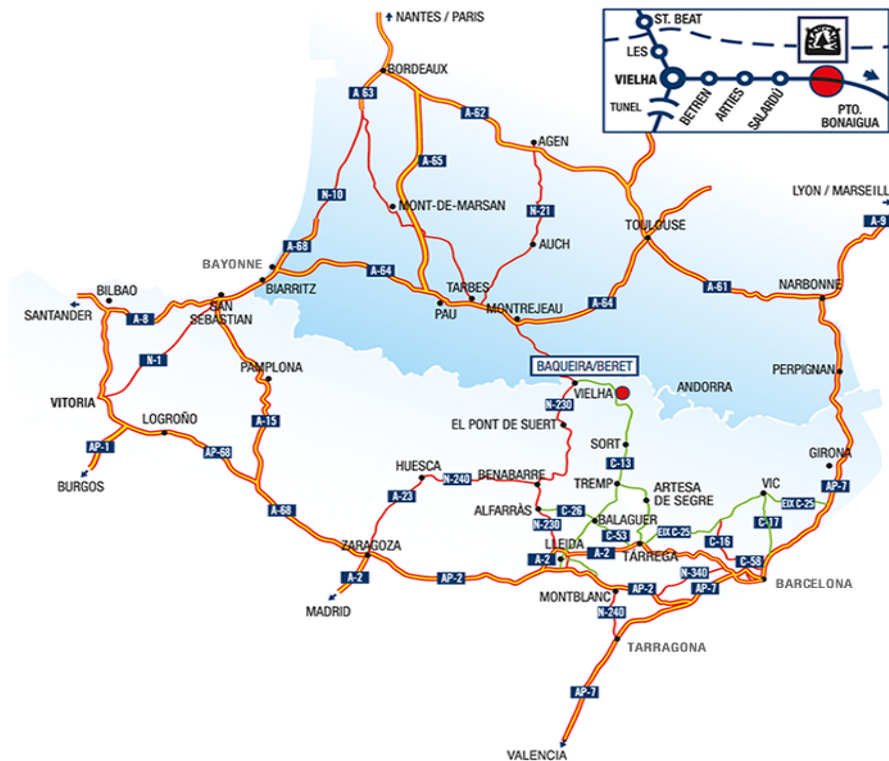 NANTES / PARIS
BORDEAUX
A 63
A-62
AGEN
A-65
N-10
MONT-DE-MARSAN
N-21
TOULOUSE
AUCH
A-68
BAYONNE
BIARRITZ
A-64
TARBES
PAU
MONTREJEAU
A-64
A-61
LYON / MARSEILL
A-9
NARBONNE
PERPIGNAN
ST. BEAT
LES
VIELHA
TUNEL
BETREN
ARTIES
SALARDÚ
PTO.
BONAIGUA
BILBAO
SANTANDER
A-8
SAN
SEBASTIAN
N-1
PAMPLONA
VITORIA
LOGROÑO
A-15
AP-1
AP-68
BURGOS
A-68
BAQUEIRA/BERET
VIELHA
ANDORRA
N-230
EL PONT DE SUERT
SORT
C-13
HUESCA
N-240
BENABARRE
TREMP
ARTESA
DE SEGRE
VIC
GIRONA
AP-7
EIX C-25
A-23
ALFARRÀS
C-26
BALAGUER
N-230
C-53
EIX C-25
C-16
C-17
LLEIDA
A-2
A-2
TÀRREGA
C-58
ZARAGOZA
A-2
AP-2
N-340
MONTBLANC
AP-2
AP-7
BARCELONA
MADRID
N-240
TARRAGONA
AP-7
VALENCIA